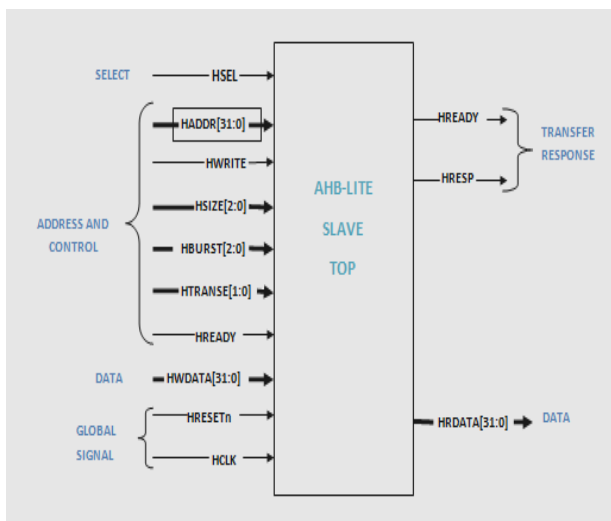 SELECT
HSEL
HADDR[31:0]
HWRITE
HSIZE[2:0]
HBURST[2:0]
HTRANSE[1:0]
HREADY
ADDRESS AND
CONTROL
DATA
HWDATA[31:0]
HRESETn
HCLK
GLOBAL
SIGNAL
AHB-LITE
SLAVE
TOP
HREADY
HRESP
TRANSFER
RESPONSE
HRDATA[31:0]
DATA